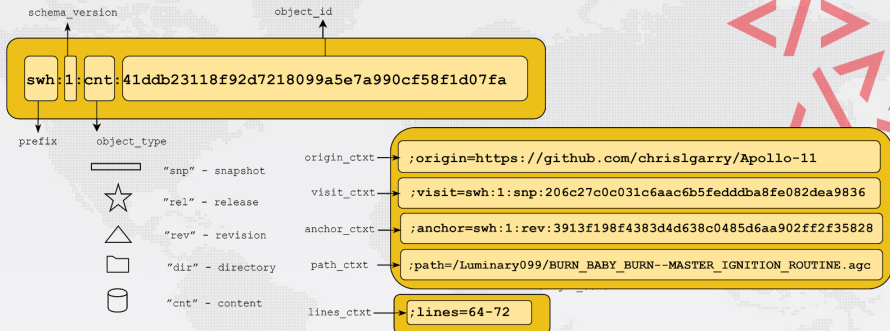 schema_version
object_id
swh:1:cnt:41ddb23118f92d7218099a5e7a990cf58f1d07fa
prefix
object_type
"snp" - snapshot
"rel" - release
"rev" - revision
"dir" - directory
"cnt" - content
origin_ctxt
;origin=https://github.com/chrislgarry/Apollo-11
visit_ctxt
;visit=swh:1:snp:206c27c0c031c6aac6b5fedddba8fe082dea9836
anchor_ctxt
;anchor=swh:1:rev:3913f198f4383d4d638c0485d6aa902ff2f35828
path_ctxt
;path=/Luminary099/BURN_BABY_BURN--MASTER_IGNITION_ROUTINE.agc
lines_ctxt
;lines=64-72